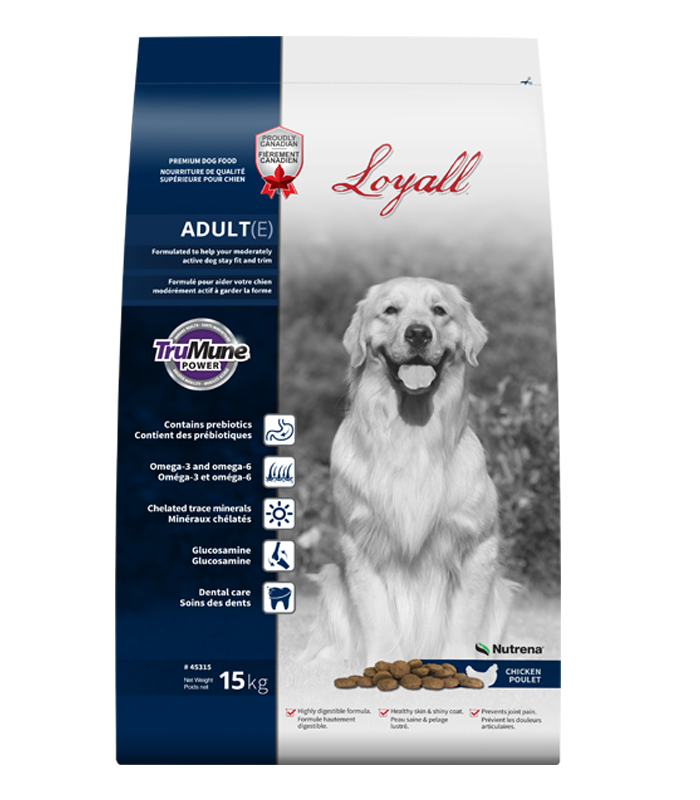 PROUDLY
CANADIAN
FIÈREMENT
CANADIEN
PREMIUM DOG FOOD
NOURRITURE DE QUALITÉ
SUPÉRIEURE POUR CHIEN
Loyall
ADULT(E)
Formulated to help your moderately
active dog stay fit and trim
Formulé pour aider votre chien
modérément actif à garder la forme
TruMune
POWER
Contains prebiotics
Contient des prébiotiques
Omega-3 and omega-6
Oméga-3 et oméga-6
Chelated trace minerals
Minéraux chélatés
Glucosamine
Glucosamine
Dental care
Soins des dents
# 45315
Net Weight
Poids net
15kg
Nutrena®
CHICKEN
POULET
Highly digestible formula.
Formule hautement
digestible.
Healthy skin & shiny coat.
Peau saine & pelage
lustré.
Prevents joint pain.
Prévient les douleurs
articulaires.